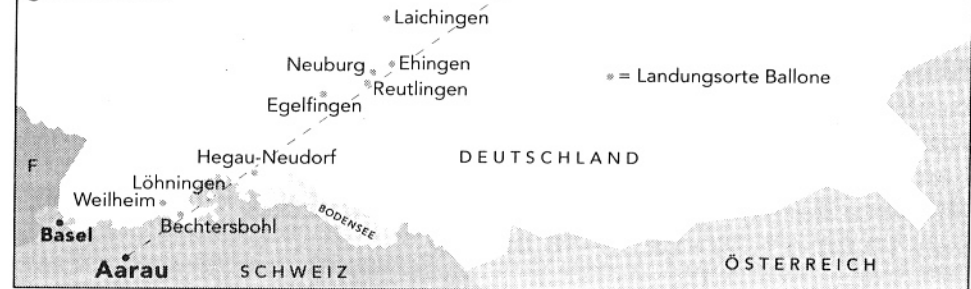 Laichingen
Neuburg
Ehingen
= Landungsorte Ballone
Reutlingen
Egelfingen
Hegau-Neudorf
DEUTSCHLAND
F
Löhningen
Weilheim
Bechtersbohl
BODENSEE
Basel
Aarau
SCHWEIZ
ÖSTERREICH